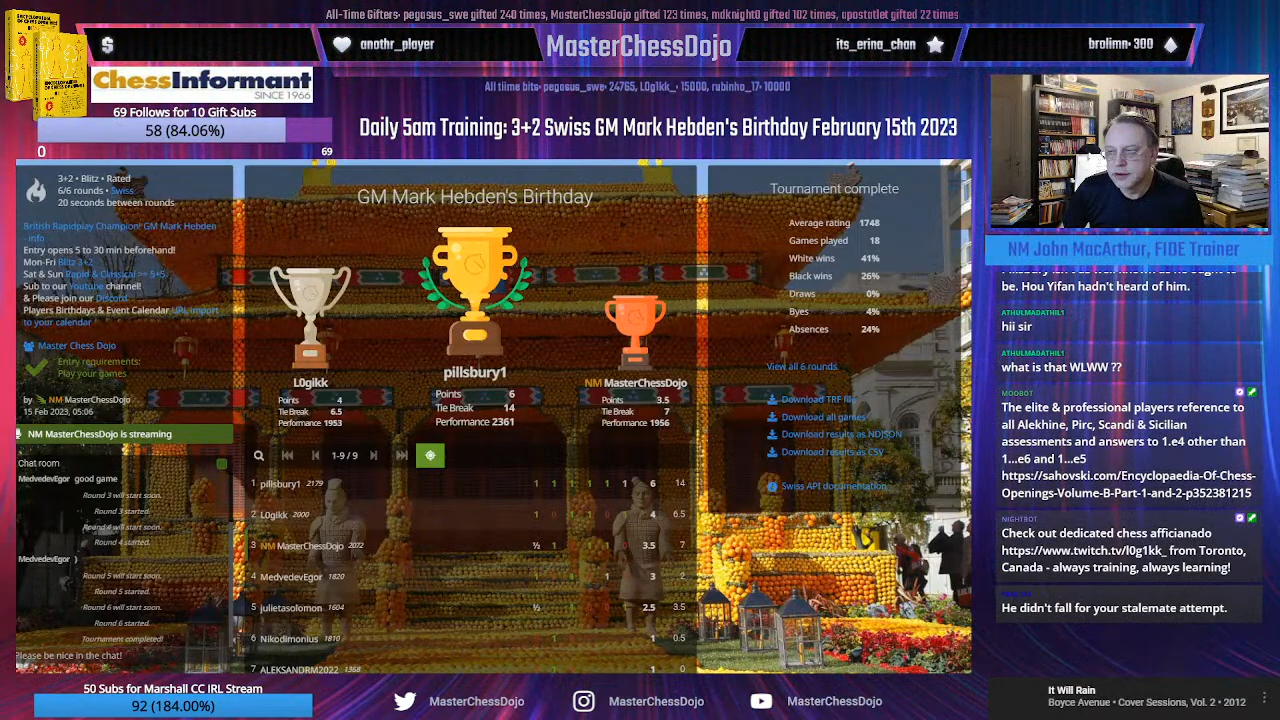 All-Time Gifters: pegasus_swe gifted 240 times, MasterChessDojo gifted 123 times, mdknight0 gifted 102 times, apostatlet gifted 22 times
$
anothr_player
MasterChessDojo
its_erina_chan
brolimn: 300
ChessInformant
SINCE 1966
All time bits: pegasus_swe: 24765, L0g1kk_: 15000, rubinho_17: 10000
69 Follows for 10 Gift Subs
58 (84.06%)
0
69
Daily 5am Training: 3+2 Swiss GM Mark Hebden's Birthday February 15th 2023
3+2 • Blitz • Rated
6/6 rounds • Swiss
20 seconds between rounds
British Rapidplay Champion! GM Mark Hebden
- info
Entry opens 5 to 30 min beforehand!
Mon-Fri Blitz 3+2
Sat & Sun Rapid & Classical >= 5+5.
Sub to our Youtube channel!
& Please join our Discord
Players Birthdays & Event Calendar URL import
to your calendar
Master Chess Dojo
Entry requirements:
Play your games
by NM MasterChessDojo
15 Feb 2023, 05:06
NM MasterChessDojo is streaming
Chat room
MedvedevEgor good game
Round 3 will start soon.
Round 3 started.
Round 4 will start soon.
Round 4 started.
MedvedevEgor )
Round 5 will start soon.
Round 5 started.
Round 6 will start soon.
Round 6 started.
Tournament completed!
Please be nice in the chat!
GM Mark Hebden's Birthday
L0gikk
Points 4
Tie Break 6.5
Performance 1953
pillsbury1
Points 6
Tie Break 14
Performance 2361
NM MasterChessDojo
Points 3.5
Tie Break 7
Performance 1956
1-9 / 9
1 pillsbury1 2179 1 1 1 1 1 1 6 14
2 L0gikk 2000 4 6.5
3 NM MasterChessDojo 2072 ½ 1 1 3.5 7
4 MedvedevEgor 1820 1 3 2
5 julietasolomon 1604 ½ 2.5 3.5
6 Nikodimonius 1810 1 0.5
7 ALEKSANDRM2022 1368 1 0
Tournament complete
Average rating 1748
Games played 18
White wins 41%
Black wins 26%
Draws 0%
Byes 4%
Absences 24%
View all 6 rounds
Download TRF file
Download all games
Download results as NDJSON
Download results as CSV
Swiss API documentation
NM John MacArthur, FIDE Trainer
be. Hou Yifan hadn't heard of him.
ATHULMADATHIL1
hii sir
ATHULMADATHIL1
what is that WLWW ??
MOOBOT
The elite & professional players reference to
all Alekhine, Pirc, Scandi & Sicilian
assessments and answers to 1.e4 other than
1...e6 and 1...e5
https://sahovski.com/Encyclopaedia-Of-Chess-
Openings-Volume-B-Part-1-and-2-p352381215
NIGHTBOT
Check out dedicated chess afficianado
https://www.twitch.tv/l0g1kk_ from Toronto,
Canada - always training, always learning!
He didn't fall for your stalemate attempt.
50 Subs for Marshall CC IRL Stream
92 (184.00%)
MasterChessDojo
MasterChessDojo
MasterChessDojo
It Will Rain
Boyce Avenue • Cover Sessions, Vol. 2 • 2012